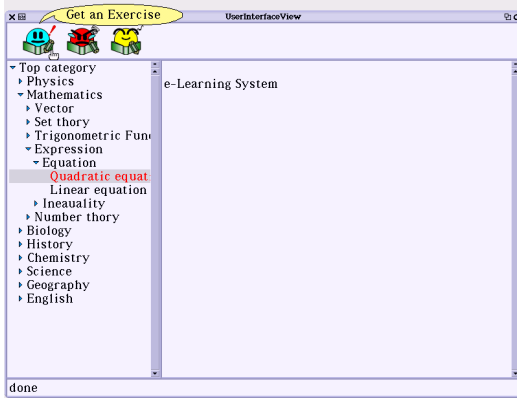 Get an Exercise
UserInterfaceView
Top category
Physics
Mathematics
Vector
Set thory
Trigonometric Fun
Expression
Equation
Quadratic equat
Linear equation
Ineauality
Number thory
Biology
History
Chemistry
Science
Geography
English
e-Learning System
done